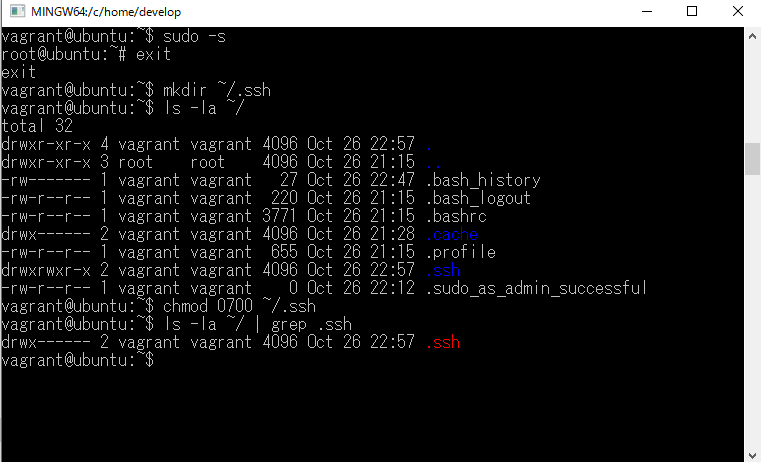 MINGW64:/c/home/develop
vagrant@ubuntu:~$ sudo -s
root@ubuntu:~# exit
exit
vagrant@ubuntu:~$ mkdir ~/.ssh
vagrant@ubuntu:~$ ls -la ~/
total 32
drwxr-xr-x 4 vagrant vagrant 4096 Oct 26 22:57 .
drwxr-xr-x 3 root    root    4096 Oct 26 21:15 ..
-rw------- 1 vagrant vagrant   27 Oct 26 22:47 .bash_history
-rw-r--r-- 1 vagrant vagrant  220 Oct 26 21:15 .bash_logout
-rw-r--r-- 1 vagrant vagrant 3771 Oct 26 21:15 .bashrc
drwx------ 2 vagrant vagrant 4096 Oct 26 21:28 .cache
-rw-r--r-- 1 vagrant vagrant  655 Oct 26 21:15 .profile
drwxrwxr-x 2 vagrant vagrant 4096 Oct 26 22:57 .ssh
-rw-r--r-- 1 vagrant vagrant    0 Oct 26 22:12 .sudo_as_admin_successful
vagrant@ubuntu:~$ chmod 0700 ~/.ssh
vagrant@ubuntu:~$ ls -la ~/ | grep .ssh
drwx------ 2 vagrant vagrant 4096 Oct 26 22:57 .ssh
vagrant@ubuntu:~$